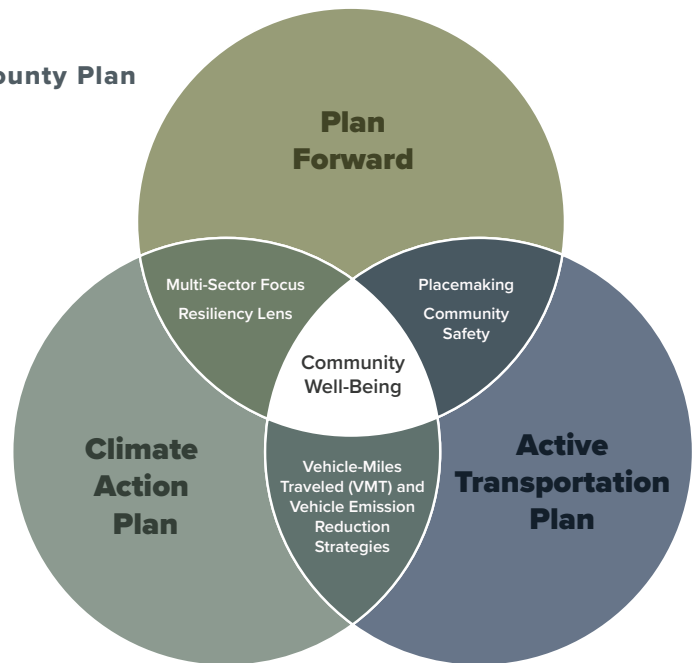 ounty Plan
Plan
Forward
Multi-Sector Focus
Resiliency Lens
Placemaking
Community
Safety
Community
Well-Being
Climate
Action
Plan
Vehicle-Miles
Traveled (VMT) and
Vehicle Emission
Reduction
Strategies
Active
Transportation
Plan